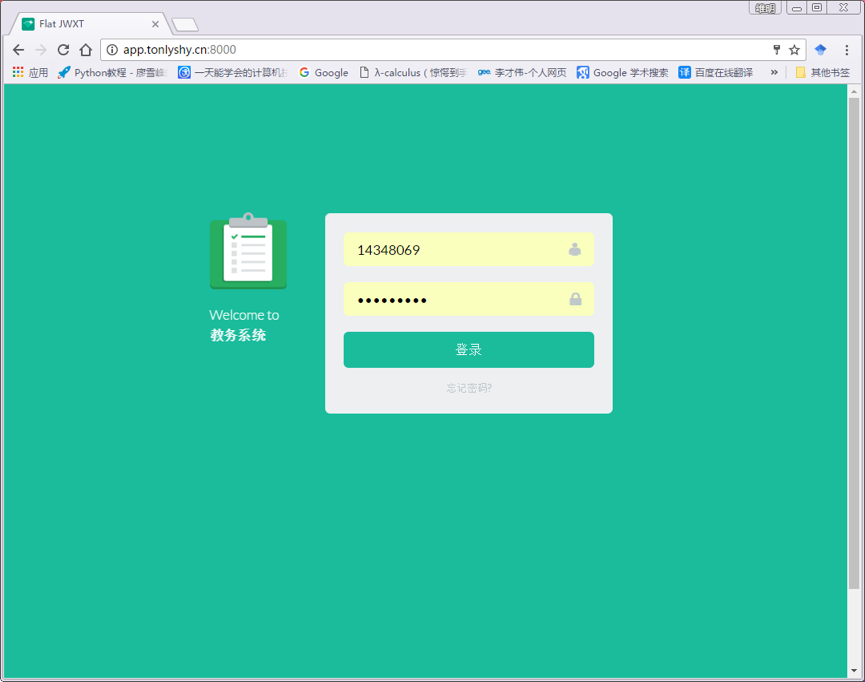 维明
Flat JWXT
app.tonlyshy.cn:8000
应用 Python教程 - 廖雪峰 一天能学会的计算机 Google λ-calculus ( 惊愕到 李才伟-个人网页 Google 学术搜索 百度在线翻译 » 其他书签
14348069
•••••••••
Welcome to
教务系统
登录
忘记密码?